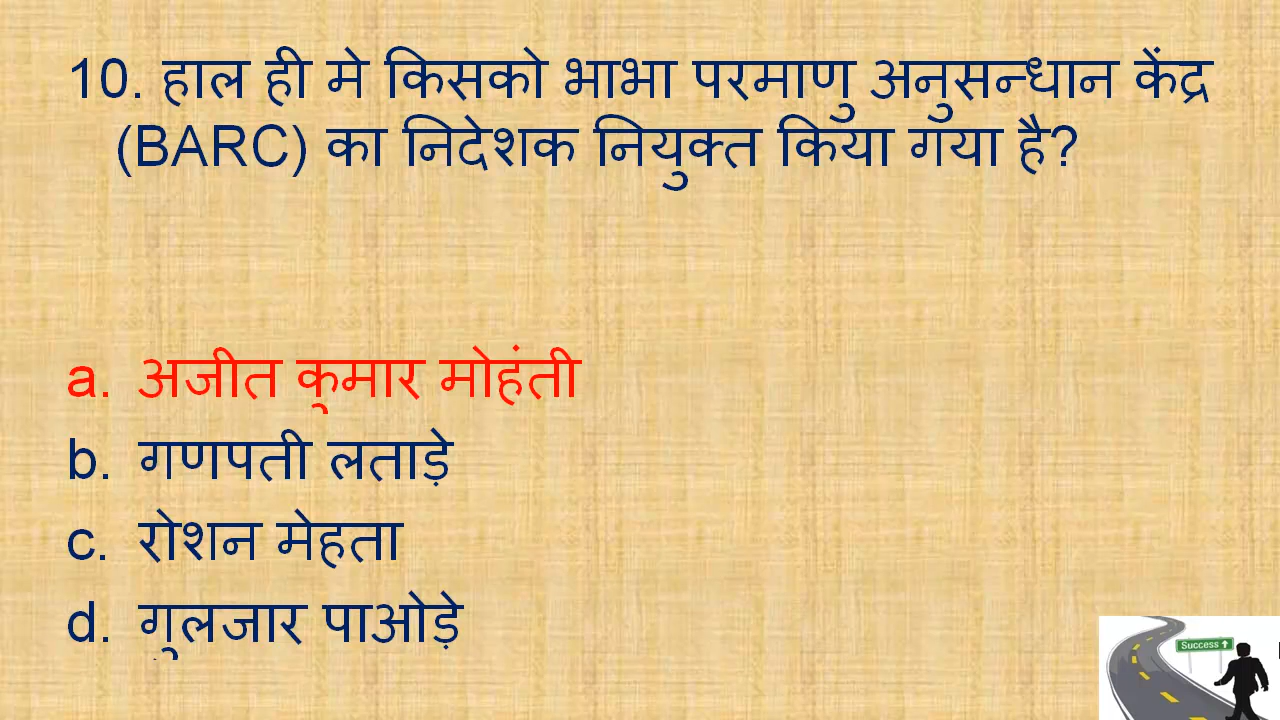 10. हाल ही मे किसको भाभा परमाणु अनुसन्धान केंद्र
(BARC) का निदेशक नियुक्त किया गया है?
a. अजीत कुमार मोहंती
b. गणपती लताड़े
c. रोशन मेहता
d. गुलजार पाओड़े
Success